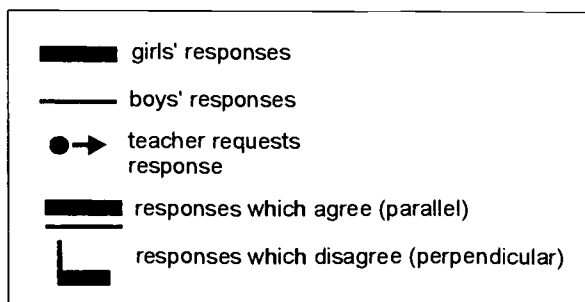 girls' responses
boys' responses
teacher requests
response
responses which agree (parallel)
responses which disagree (perpendicular)